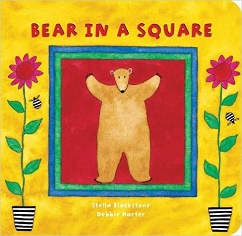 BEAR IN A SQUARE
Stella Blackstone
Debbie Harter